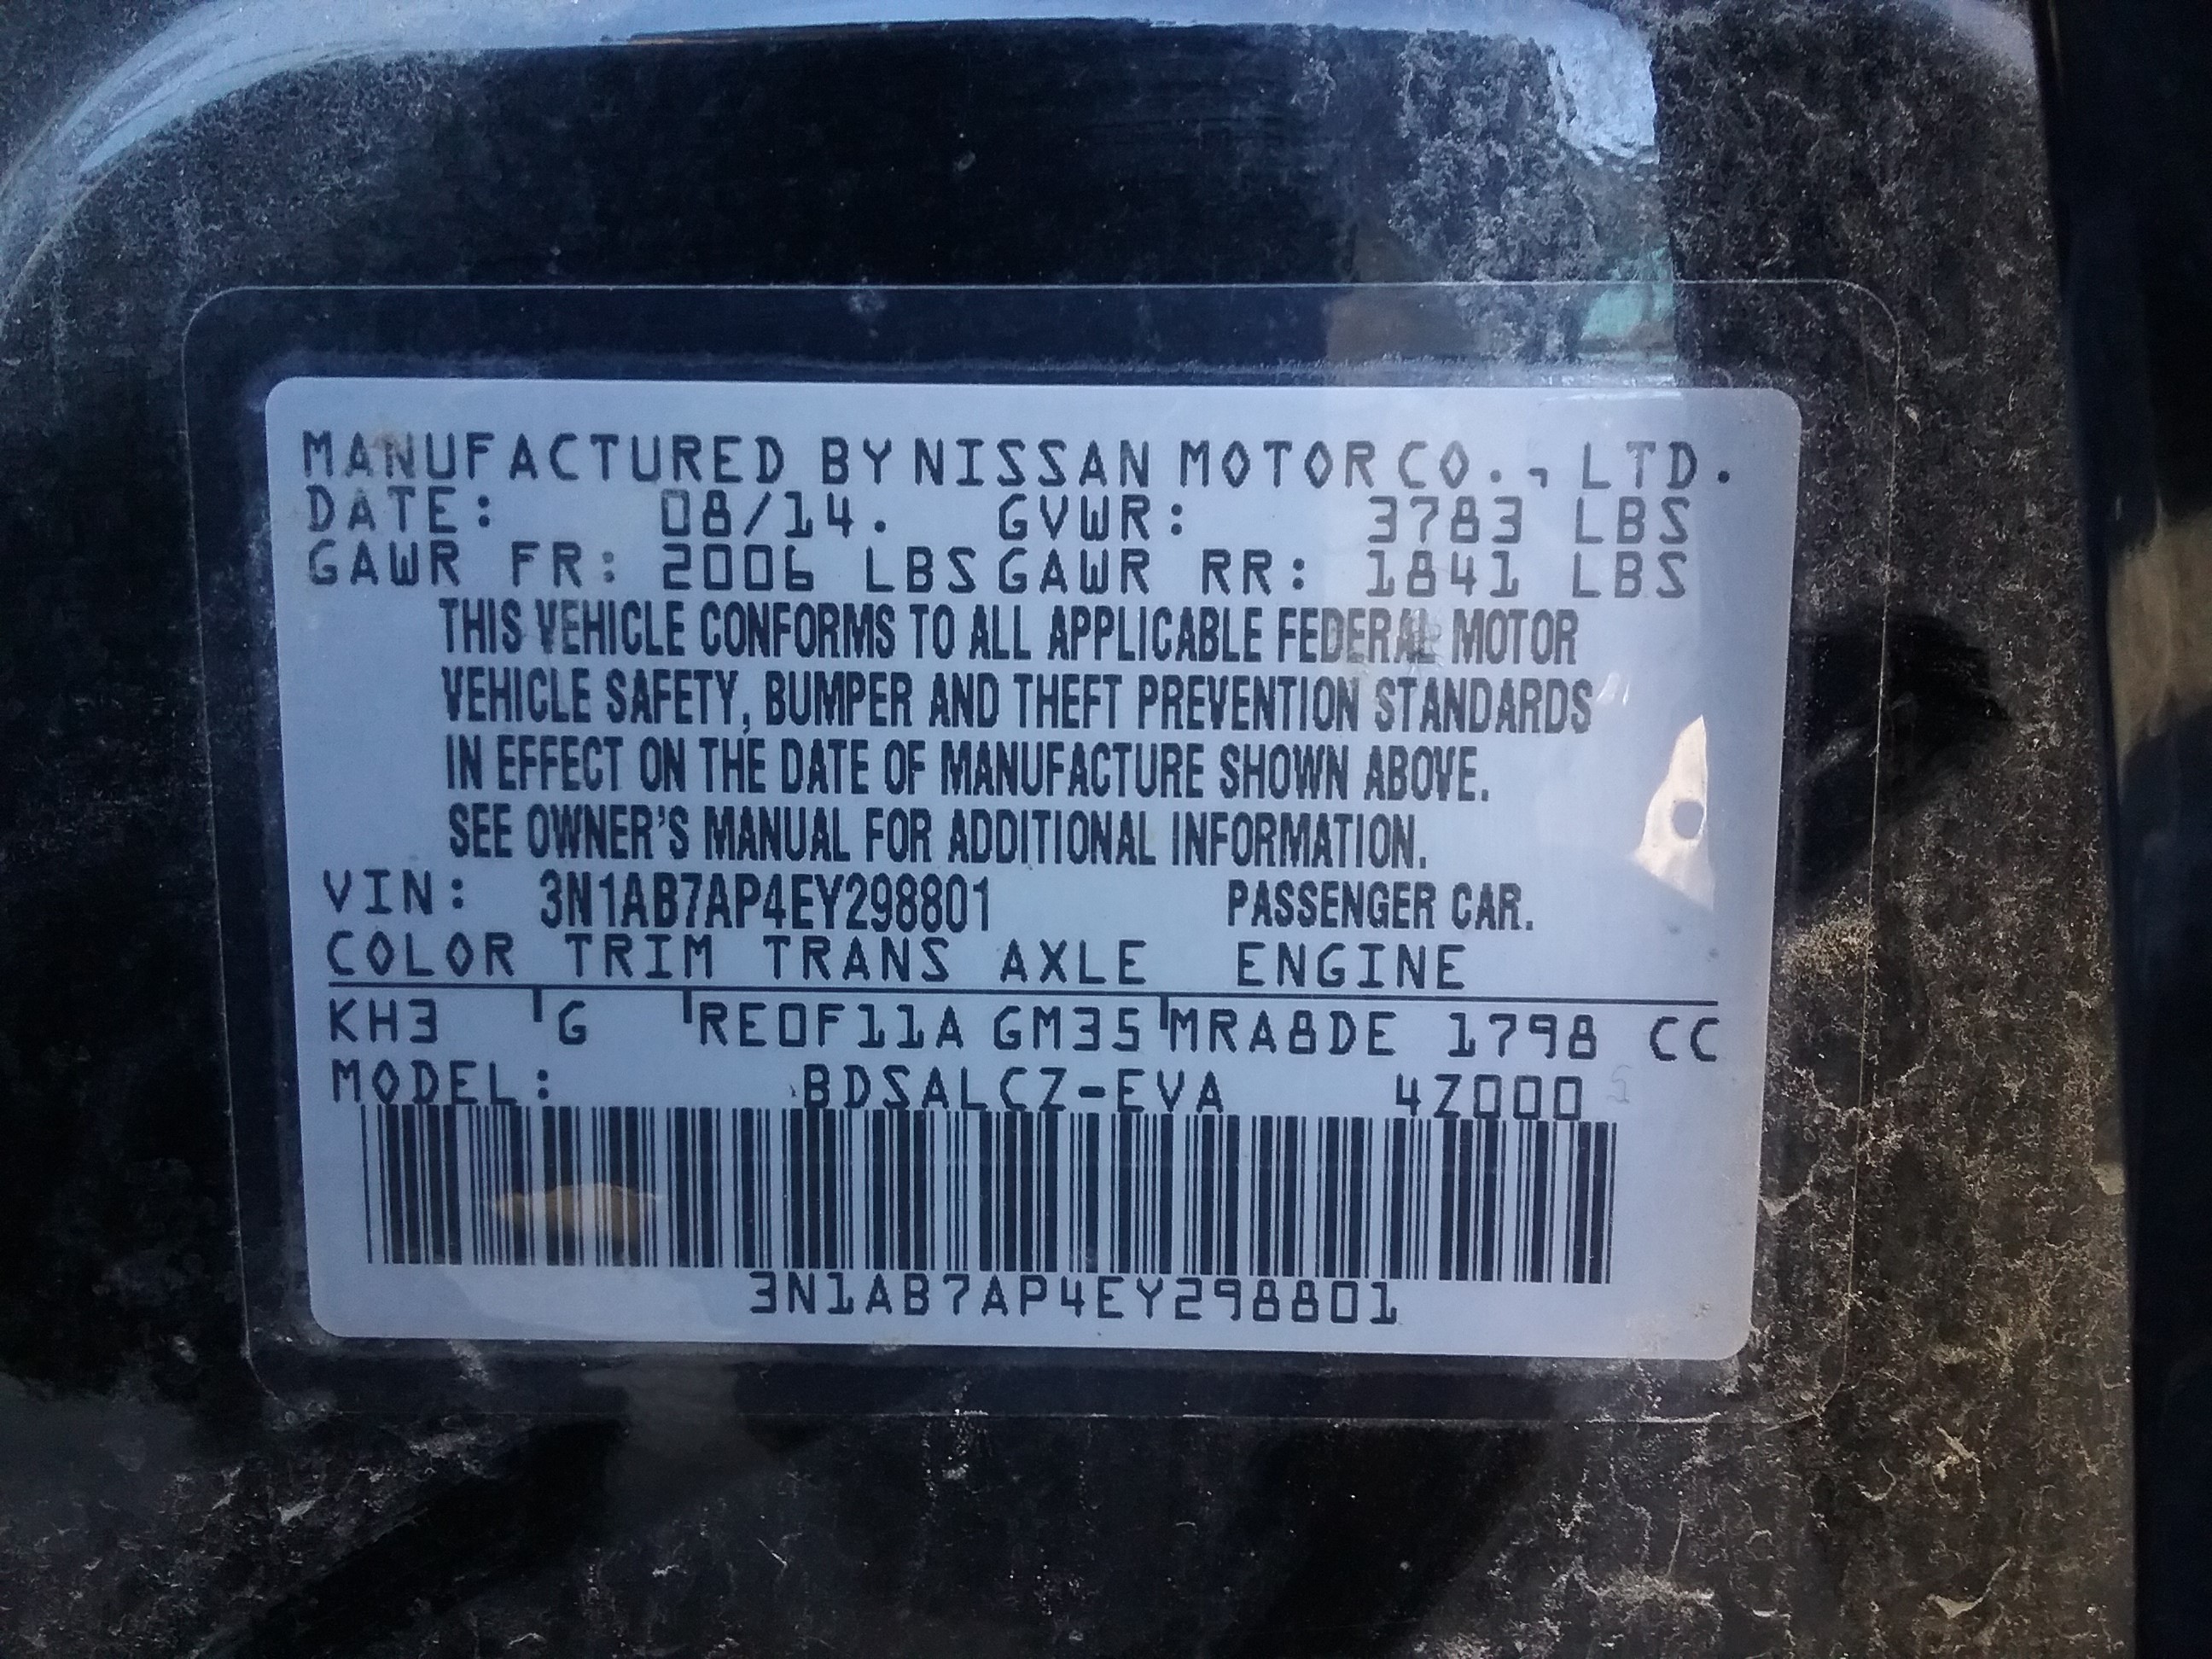 MANUFACTURED BY NISSAN MOTOR CO., LTD.
DATE: 08/14. GVWR: 3783 LBS
GAWR FR: 2006 LBS GAWR RR: 1841 LBS
THIS VEHICLE CONFORMS TO ALL APPLICABLE FEDERAL MOTOR
VEHICLE SAFETY, BUMPER AND THEFT PREVENTION STANDARDS
IN EFFECT ON THE DATE OF MANUFACTURE SHOWN ABOVE.
SEE OWNER'S MANUAL FOR ADDITIONAL INFORMATION.
VIN: 3N1AB7AP4EY298801 PASSENGER CAR.
COLOR TRIM TRANS AXLE ENGINE
KH3 G RE0F11A GM35 MRA8DE 1798 CC
MODEL: BDSALCZ-EVA 4Z000
3N1AB7AP4EY298801